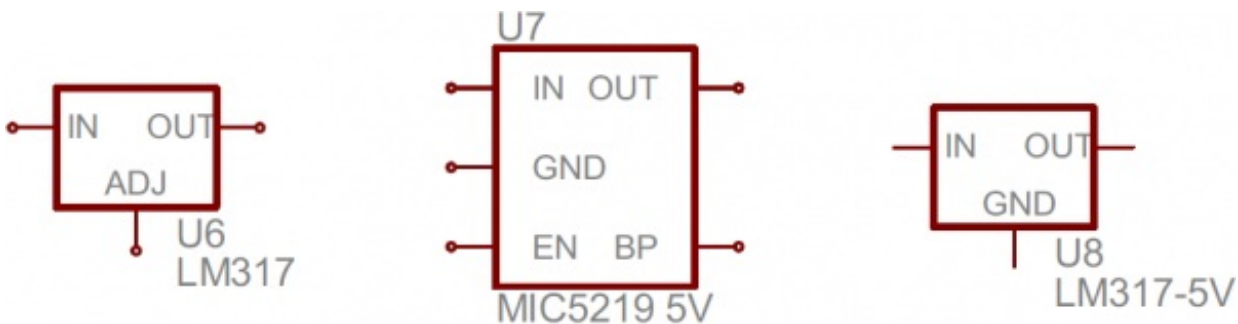 IN OUT
ADJ
U6
LM317
U7
IN OUT
GND
EN BP
MIC5219 5V
IN OUT
GND
U8
LM317-5V